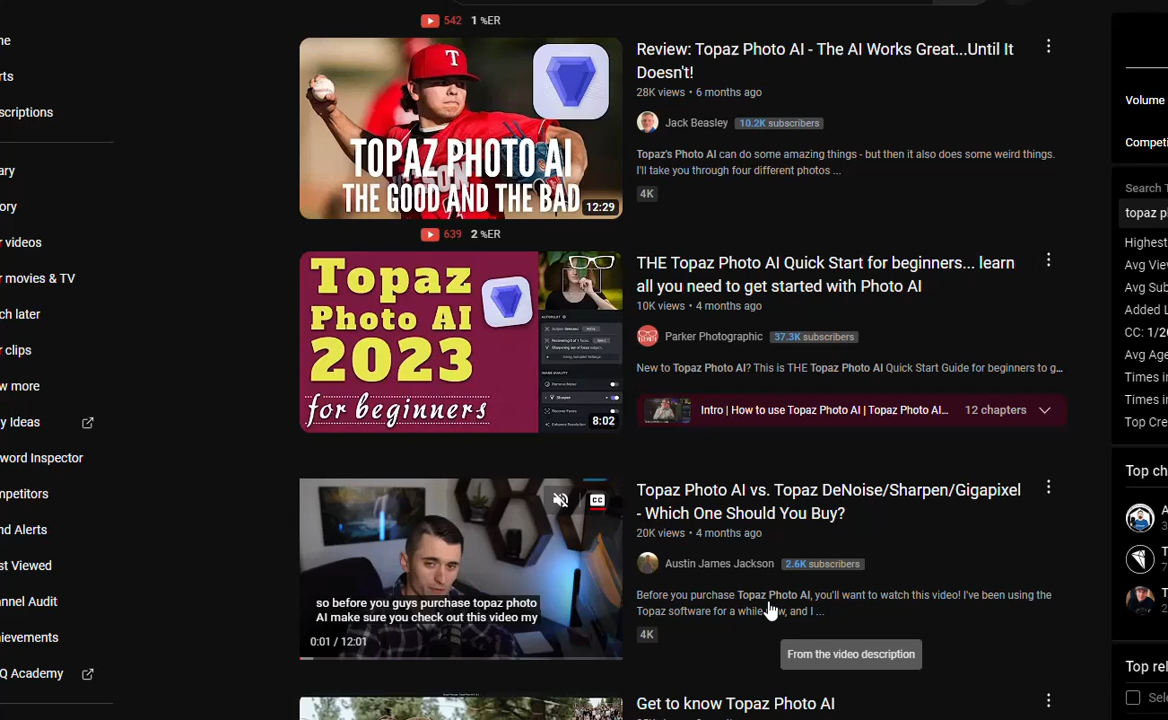 542 1 %ER
ne
rts
scriptions
ary
ory
r videos
r movies & TV
ch later
r clips
w more
y Ideas
word Inspector
mpetitors
nd Alerts
st Viewed
nnel Audit
ievements
Q Academy
T
TOPAZ PHOTO AI
THE GOOD AND THE BAD
12:29
Review: Topaz Photo AI - The AI Works Great...Until It
Doesn't!
28K views • 6 months ago
Jack Beasley 10.2K subscribers
Topaz's Photo AI can do some amazing things - but then it also does some weird things.
I'll take you through four different photos ...
4K
639 2 %ER
Topaz
Photo AI
2023
for beginners
8:02
THE Topaz Photo AI Quick Start for beginners... learn
all you need to get started with Photo AI
10K views • 4 months ago
Parker Photographic 37.3K subscribers
New to Topaz Photo AI? This is THE Topaz Photo AI Quick Start Guide for beginners to g...
Intro | How to use Topaz Photo AI | Topaz Photo AI... 12 chapters
CC
so before you guys purchase topaz photo
AI make sure you check out this video my
0:01 / 12:01
Topaz Photo AI vs. Topaz DeNoise/Sharpen/Gigapixel
- Which One Should You Buy?
20K views • 4 months ago
Austin James Jackson 2.6K subscribers
Before you purchase Topaz Photo AI, you'll want to watch this video! I've been using the
Topaz software for a while now, and I ...
4K
From the video description
Get to know Topaz Photo AI
Volume
Competi
Search T
topaz p
Highest
Avg Vie
Avg Sub
Added L
CC: 1/2
Avg Age
Times i
Times i
Top Cre
Top ch
Top rel
Sel